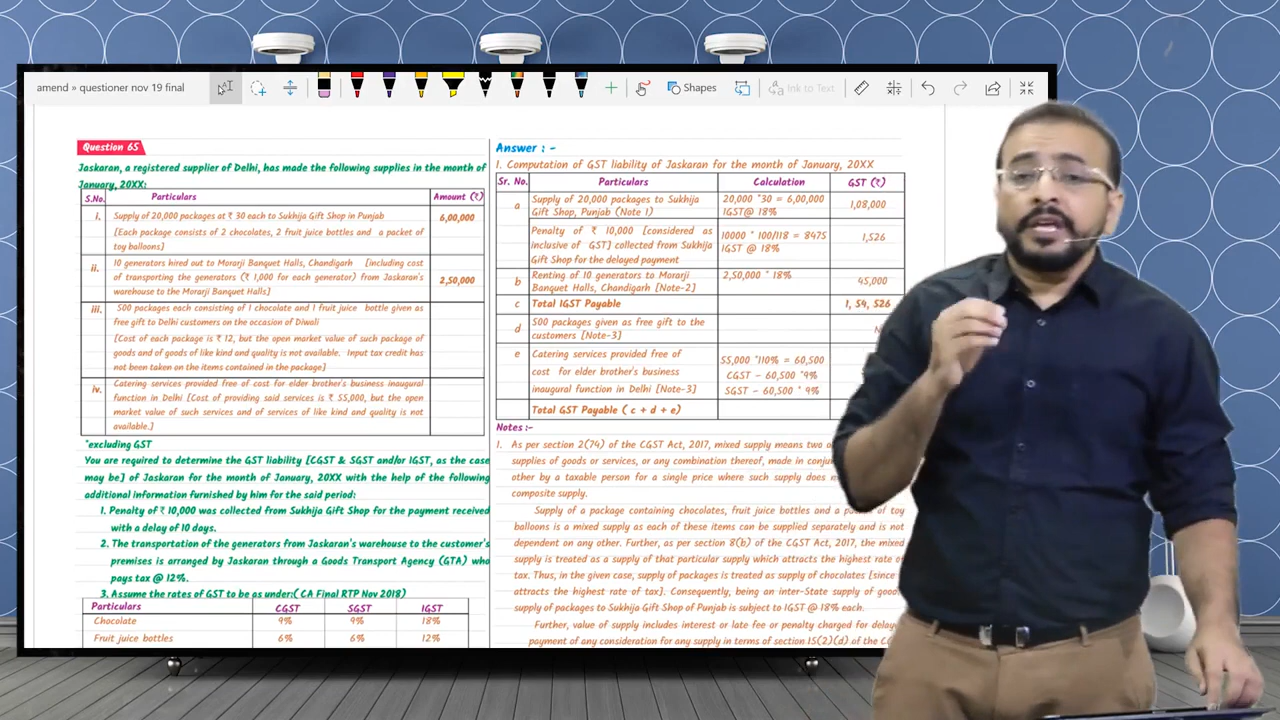 amend » questioner nov 19 final
Shapes
Ink to Text
Question 65
Jaskaran, a registered supplier of Delhi, has made the following supplies in the month of
January, 20XX:
S.No. Particulars Amount (₹)
i. Supply of 20,000 packages at ₹ 30 each to Sukhija Gift Shop in Punjab 6,00,000
[Each package consists of 2 chocolates, 2 fruit juice bottles and a packet of
toy balloons]
ii. 10 generators hired out to Morarji Banquet Halls, Chandigarh [including cost
of transporting the generators (₹ 1,000 for each generator) from Jaskaran's 2,50,000
warehouse to the Morarji Banquet Halls]
iii. 500 packages each consisting of 1 chocolate and 1 fruit juice bottle given as
free gift to Delhi customers on the occasion of Diwali
[Cost of each package is ₹ 12, but the open market value of such package of
goods and of goods of like kind and quality is not available. Input tax credit has
not been taken on the items contained in the package]
iv. Catering services provided free of cost for elder brother's business inaugural
function in Delhi [Cost of providing said services is ₹ 55,000, but the open
market value of such services and of services of like kind and quality is not
available.]
*excluding GST
You are required to determine the GST liability [CGST & SGST and/or IGST, as the case
may be] of Jaskaran for the month of January, 20XX with the help of the following
additional information furnished by him for the said period:
1. Penalty of ₹ 10,000 was collected from Sukhija Gift Shop for the payment received
with a delay of 10 days.
2. The transportation of the generators from Jaskaran's warehouse to the customer's
premises is arranged by Jaskaran through a Goods Transport Agency (GTA) who
pays tax @ 12%.
3. Assume the rates of GST to be as under:( CA Final RTP Nov 2018)
Particulars CGST SGST IGST
Chocolate 9% 9% 18%
Fruit juice bottles 6% 6% 12%
Answer : -
1. Computation of GST liability of Jaskaran for the month of January, 20XX
Sr. No. Particulars Calculation GST (₹)
a Supply of 20,000 packages to Sukhija 20,000 *30 = 6,00,000 1,08,000
Gift Shop, Punjab (Note 1) IGST@ 18%
Penalty of ₹ 10,000 [considered as 10000 * 100/118 = 8475 1,526
inclusive of GST] collected from Sukhija IGST @ 18%
Gift Shop for the delayed payment
b Renting of 10 generators to Morarji 2,50,000 * 18% 45,000
Banquet Halls, Chandigarh [Note-2]
c Total IGST Payable 1, 54, 526
d 500 packages given as free gift to the
customers [Note-3]
e Catering services provided free of 55,000 *110% = 60,500
cost for elder brother's business CGST – 60,500 *9%
inaugural function in Delhi [Note-3] SGST – 60,500 * 9%
Total GST Payable ( c + d + e)
Notes :-
1. As per section 2(74) of the CGST Act, 2017, mixed supply means two o
supplies of goods or services, or any combination thereof, made in conju
other by a taxable person for a single price where such supply does n
composite supply.
Supply of a package containing chocolates, fruit juice bottles and a of toy
balloons is a mixed supply as each of these items can be supplied separately and is not
dependent on any other. Further, as per section 8(b) of the CGST Act, 2017, the mixed
supply is treated as a supply of that particular supply which attracts the highest rate of
tax. Thus, in the given case, supply of packages is treated as supply of chocolates [since
attracts the highest rate of tax]. Consequently, being an inter-State supply of goods
supply of packages to Sukhija Gift Shop of Punjab is subject to IGST @ 18% each.
Further, value of supply includes interest or late fee or penalty charged for delay
payment of any consideration for any supply in terms of section 15(2)(d) of the